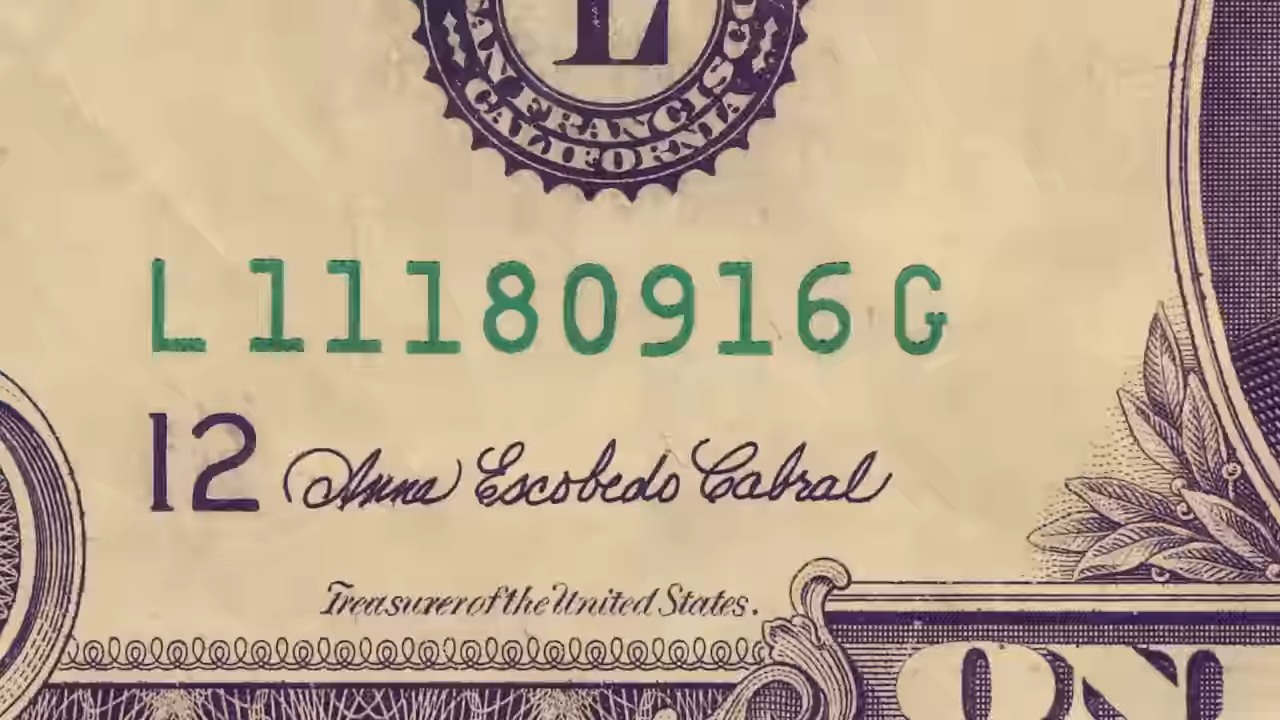 L
SAN FRANCISCO
CALIFORNIA
L 11180916 G
12 Anna Escobedo Cabral
Treasurer of the United States.
ON